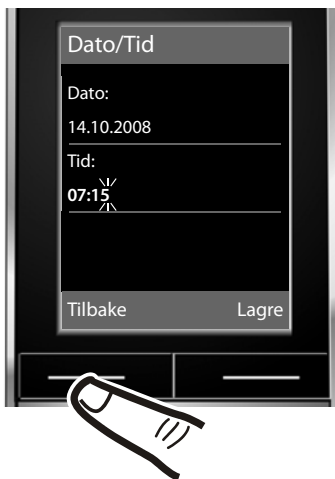 Dato/Tid
Dato:
14.10.2008
Tid:
07:15
Tilbake
Lagre